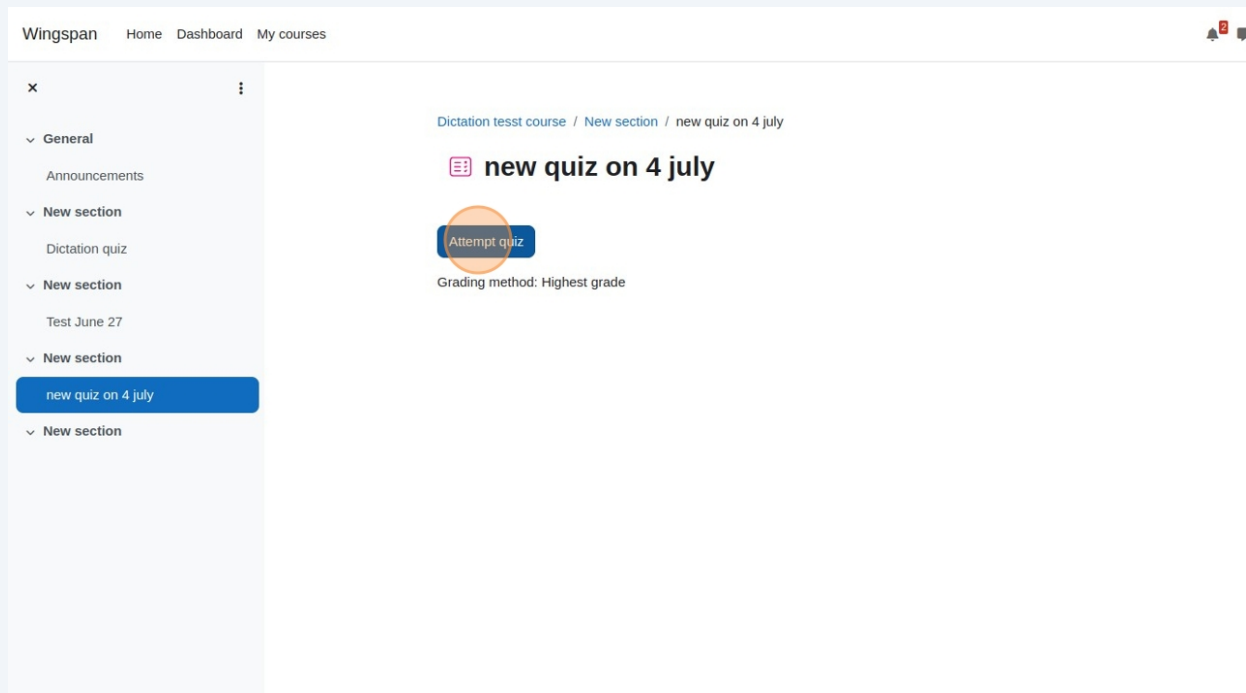 Wingspan Home Dashboard My courses 2
General
Announcements
New section
Dictation quiz
New section
Test June 27
New section
new quiz on 4 july
New section
Dictation tesst course / New section / new quiz on 4 july
new quiz on 4 july
Attempt quiz
Grading method: Highest grade